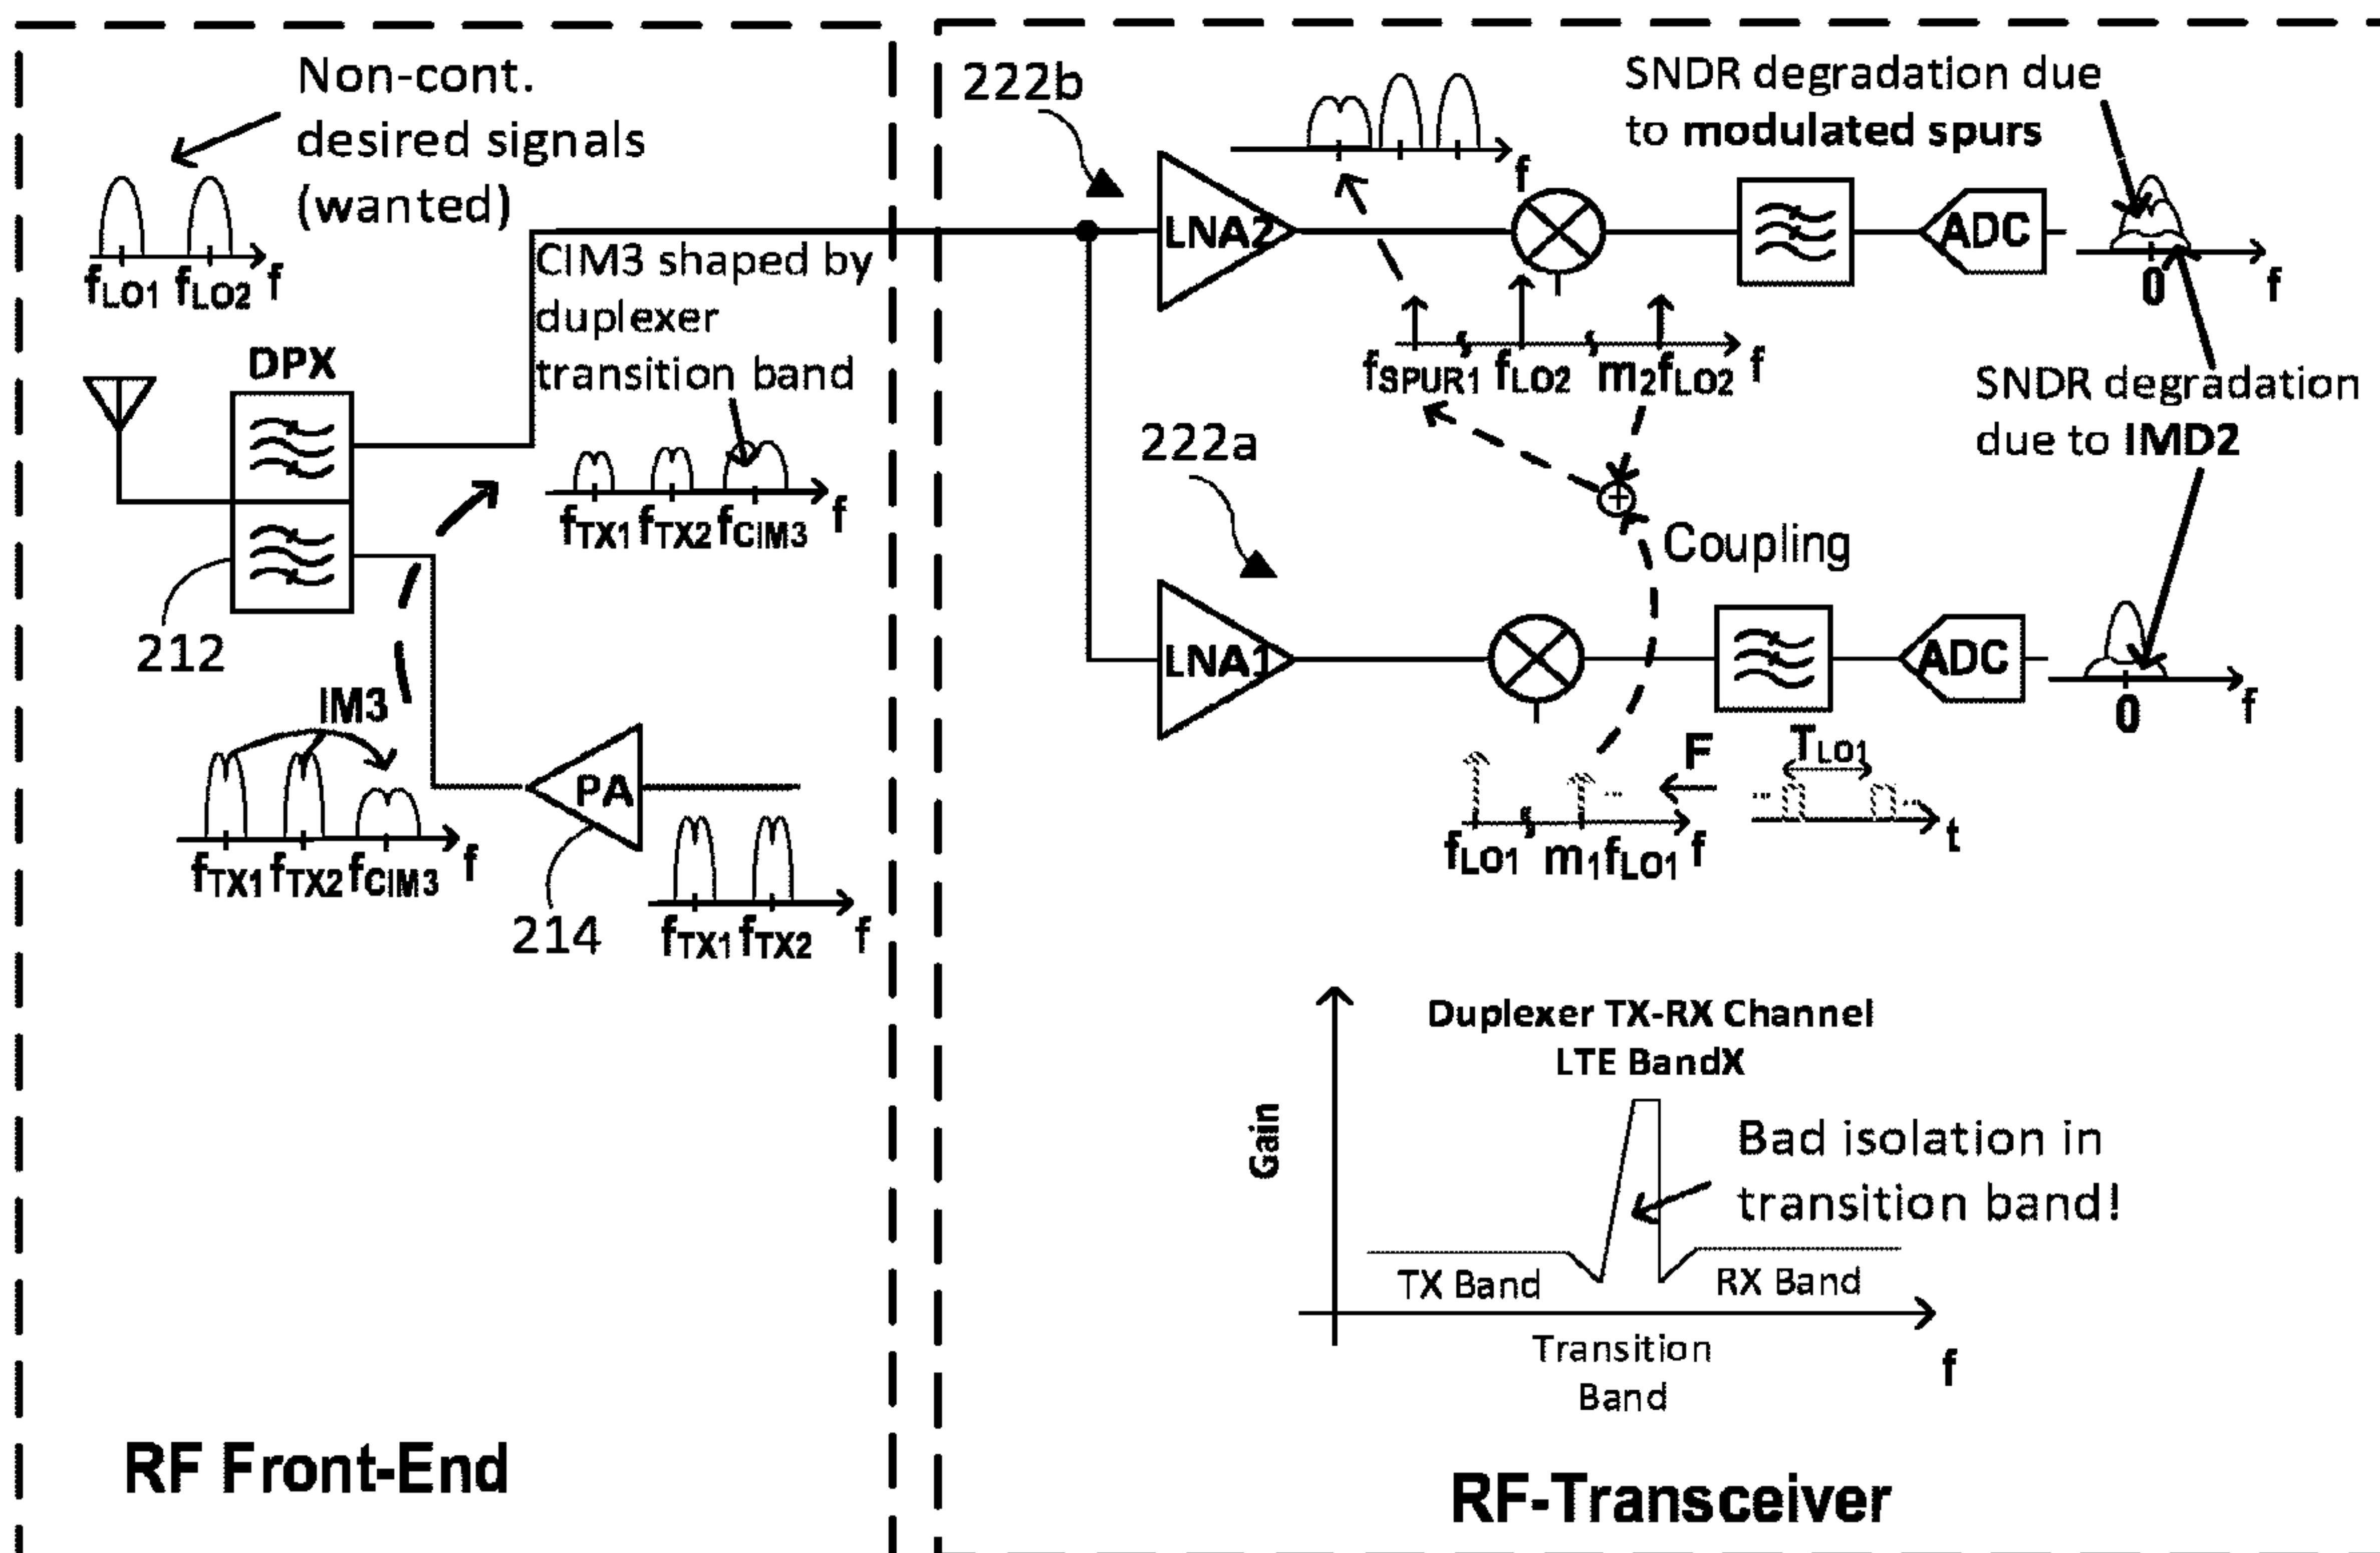 Non-cont.
desired signals
(wanted)
fLO1 fLO2 f
CIM3 shaped by
duplexer
transition band
DPX
fTX1 fTX2 fCIM3 f
212
IM3
fTX1 fTX2 fCIM3 f
PA
214
fTX1 fTX2 f
RF Front-End
222b
f
SNDR degradation due
to modulated spurs
LNA2
ADC
0 f
fSPUR1 fLO2 m2fLO2 f
SNDR degradation
due to IMD2
222a
Coupling
LNA1
ADC
0 f
F
TLO1
... ... ...
fLO1 m1fLO1 f
t
Duplexer TX-RX Channel
LTE BandX
Gain
Bad isolation in
transition band!
TX Band
RX Band
Transition
Band
f
RF-Transceiver